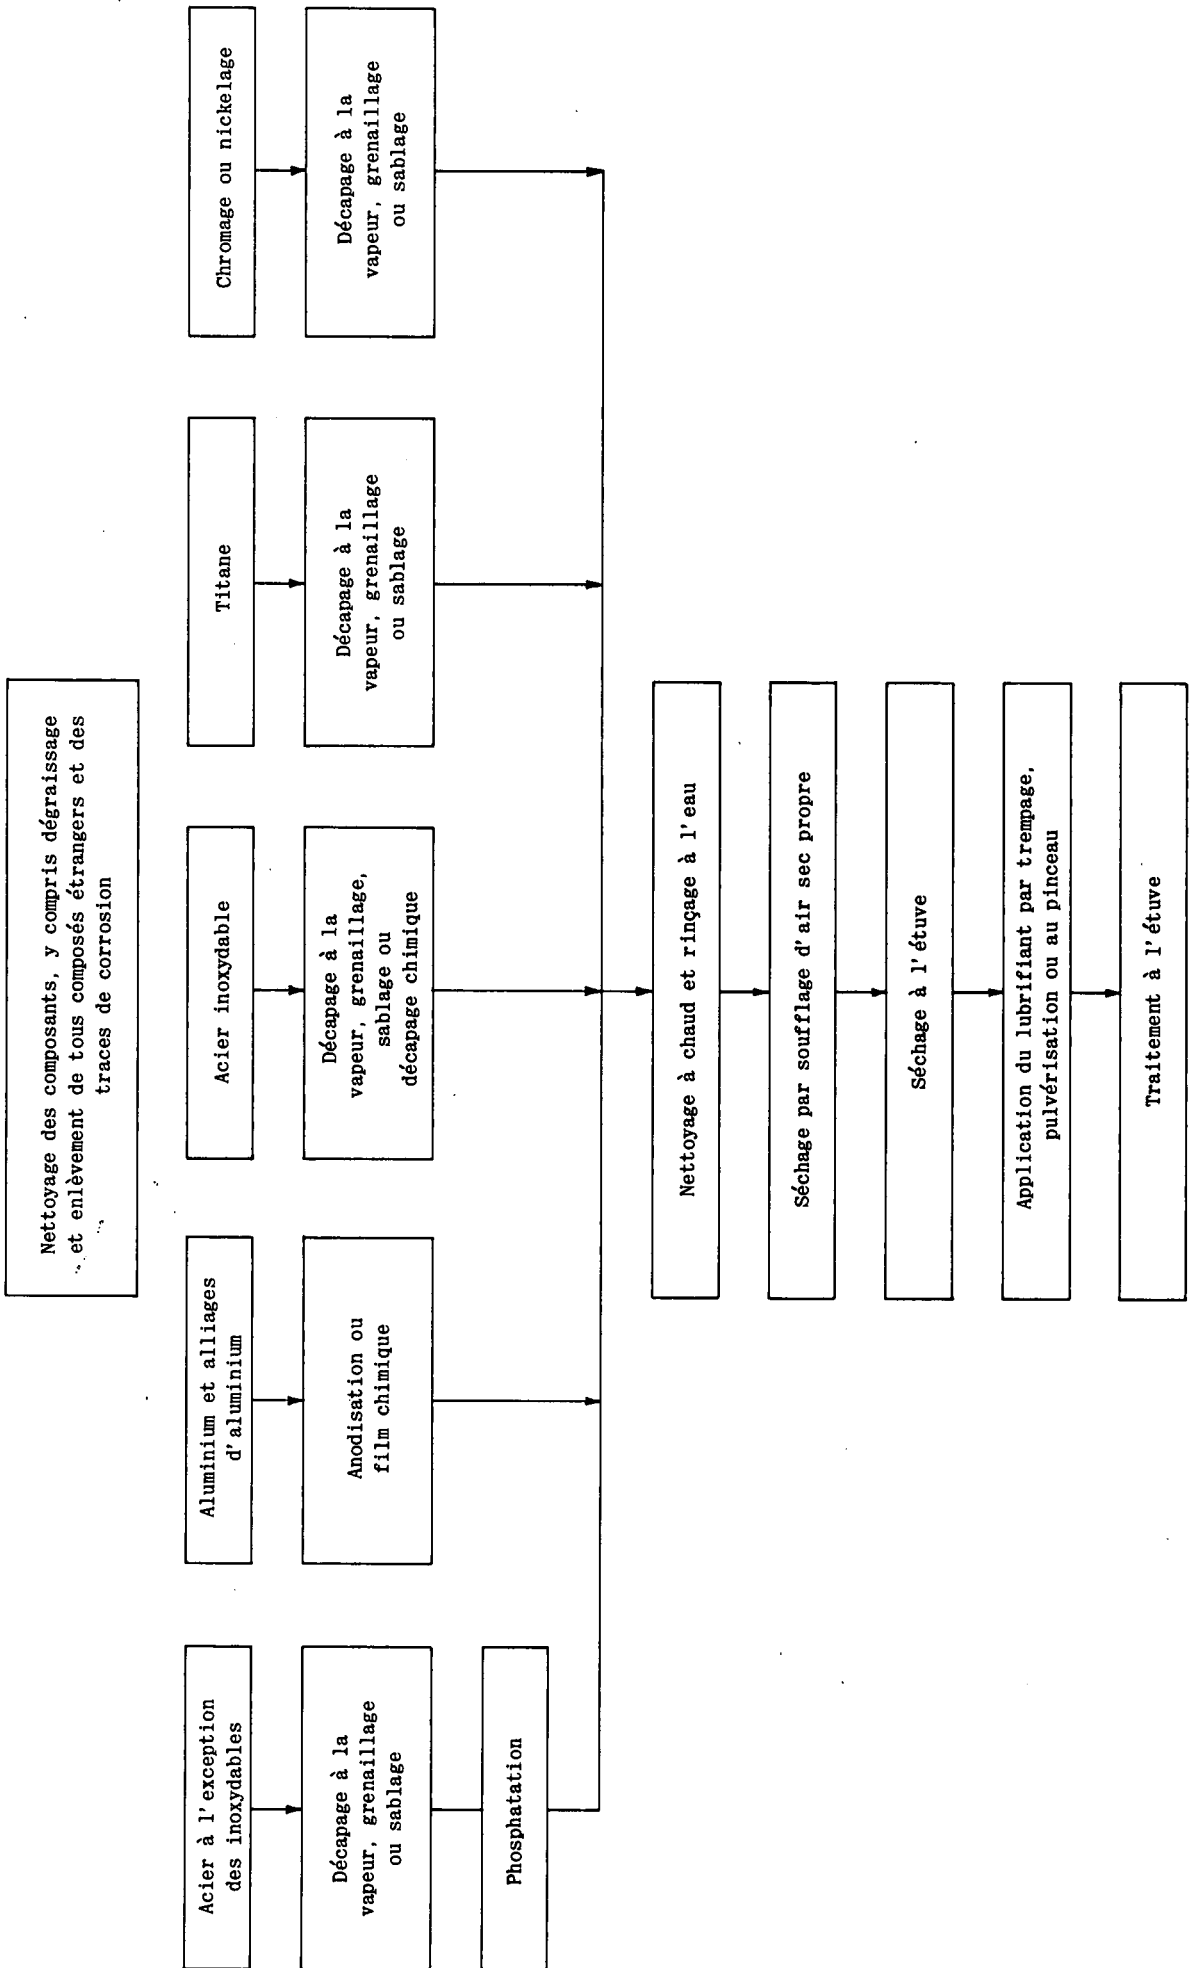 Nettoyage des composants, y compris dégraissage
et enlèvement de tous composés étrangers et des
traces de corrosion
Acier à l'exception
des inoxydables
Aluminium et alliages
d'aluminium
Acier inoxydable
Titane
Chromage ou nickelage
Décapage à la
vapeur, grenaillage
ou sablage
Anodisation ou
film chimique
Décapage à la
vapeur, grenaillage,
sablage ou
décapage chimique
Décapage à la
vapeur, grenaillage
ou sablage
Décapage à la
vapeur, grenaillage
ou sablage
Phosphatation
Nettoyage à chaud et rinçage à l'eau
Séchage par soufflage d'air sec propre
Séchage à l'étuve
Application du lubrifiant par trempage,
pulvérisation ou au pinceau
Traitement à l'étuve